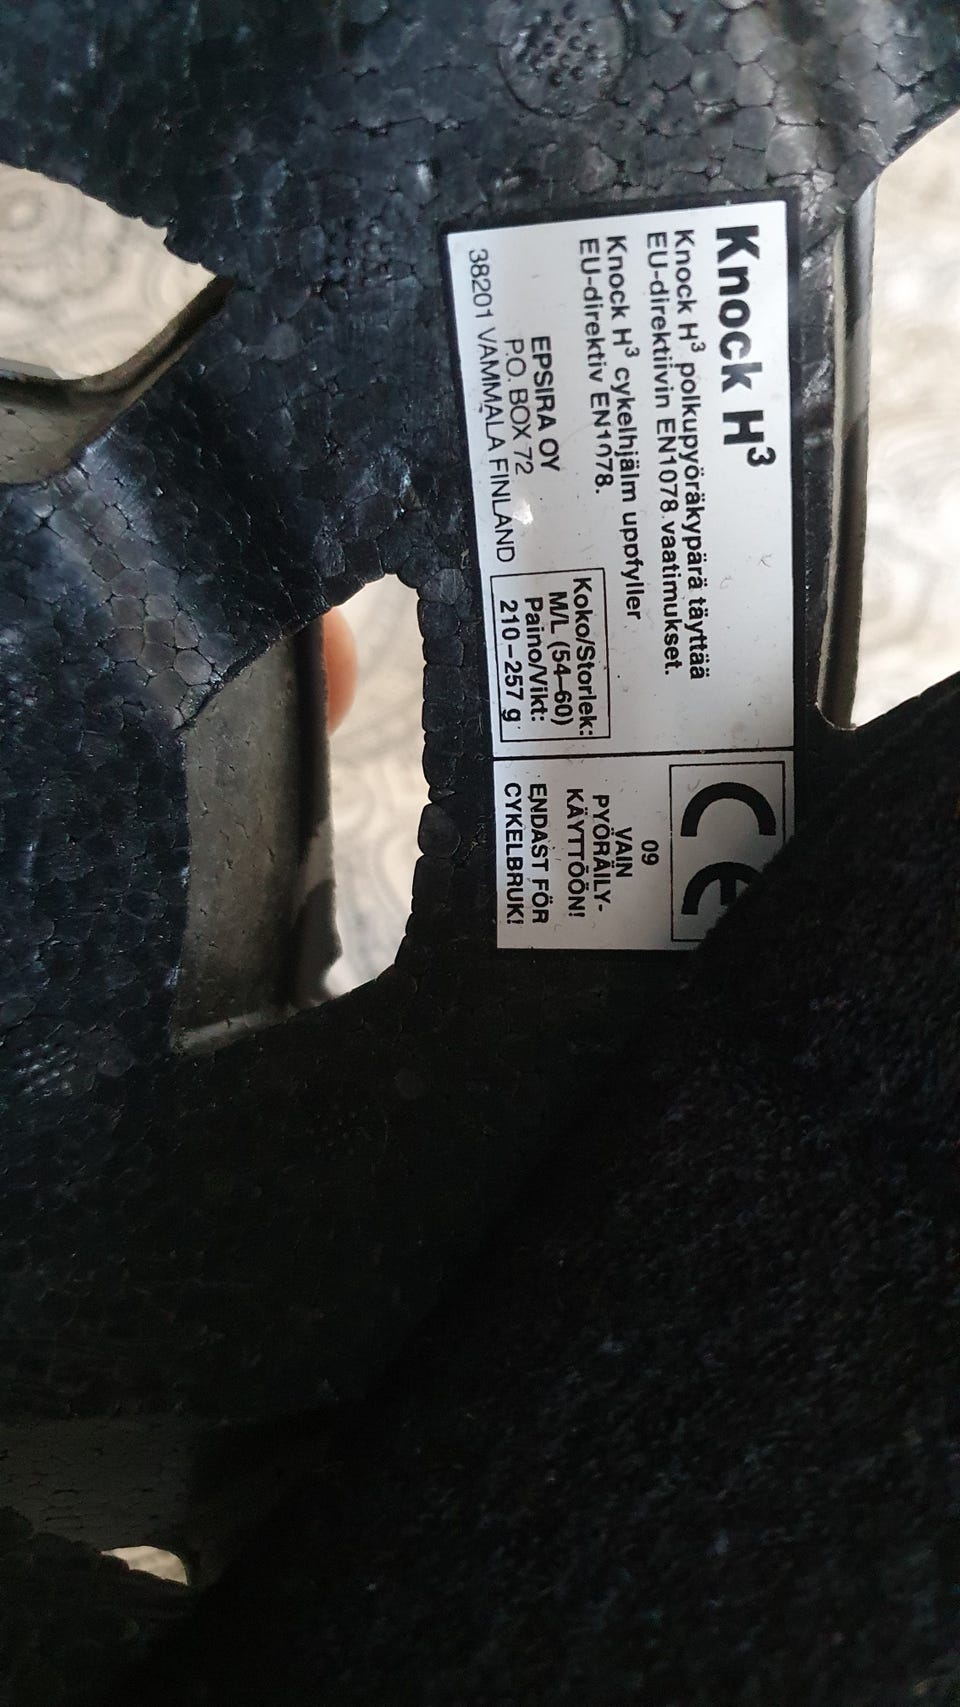 Knock H³
Knock H³ polkupyöräkypärä täyttää
EU-direktiivin EN1078 vaatimukset.
Knock H³ cykelhjälm uppfyller
EU-direktiv EN1078.
EPSIRA OY
P.O. BOX 72
38201 VAMMALA FINLAND
Koko/Storlek:
M/L (54–60)
Paino/Vikt:
210–257 g
CE
09
VAIN
PYÖRÄILY-
KÄYTTÖÖN!
ENDAST FÖR
CYKELBRUK!